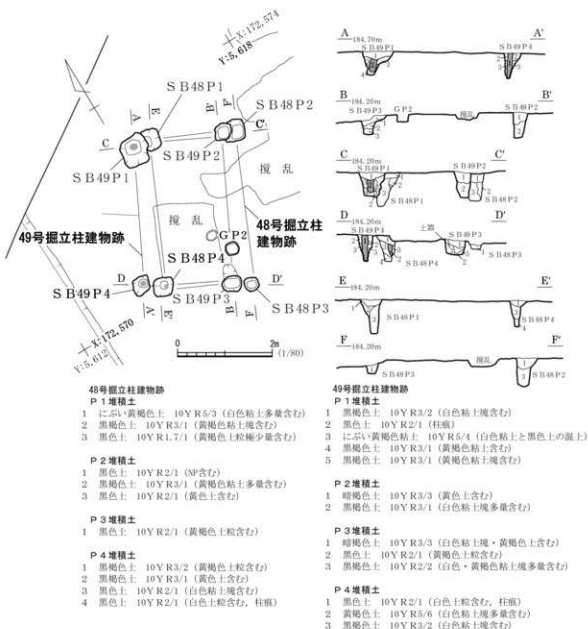 X:172,574
Y:5,618
SB48P1
SB48P2
SB49P2
SB49P1
攪乱
攪乱
GP2
49号掘立柱
建物跡
48号掘立柱
建物跡
SB48P4
SB49P4
SB49P3
SB48P3
X:172,570
Y:5,612
0 2m
(1/80)
A 184.70m A'
SB49P1 SB49P4
B 184.20m B'
SB49P3 GP2 攪乱 SB49P2
C 184.20m C'
SB49P1 SB49P2
SB48P1
D 184.20m D'
SB49P4 土器 SB49P3
SB48P4 SB48P3
E 184.20m E'
SB48P1 SB48P4
F 184.20m F'
SB48P3 攪乱 SB48P2
48号掘立柱建物跡
P1堆積土
1 にぶい黄褐色土 10YR5/3(白色粘土多量含む)
2 黒褐色土 10YR3/1(黄褐色粘土塊含む)
3 黒色土 10YR1.7/1(黄褐色土粒極少量含む)
P2堆積土
1 黒色土 10YR2/1(NP含む)
2 黒褐色土 10YR3/1(黄褐色粘土多量含む)
3 黒色土 10YR2/1(黄色土含む)
P3堆積土
1 黒色土 10YR2/1(黄褐色土粒含む)
P4堆積土
1 黒褐色土 10YR3/2(黄褐色土粒含む)
2 黒褐色土 10YR3/1(黄色土含む)
3 黒色土 10YR2/1(白色粘土塊含む)
4 黒色土 10YR2/1(白色土粒含む,柱痕)
49号掘立柱建物跡
P1堆積土
1 黒褐色土 10YR3/2(白色粘土塊含む)
2 黒色土 10YR2/1(柱痕)
3 にぶい黄褐粘土 10YR5/4(白色粘土と黒色土の混土)
4 黒褐色土 10YR3/1(黄褐色粘土含む)
5 黒褐色土 10YR3/1(黄褐色粘土塊含む)
P2堆積土
1 暗褐色土 10YR3/3(黄色土含む)
2 黒褐色土 10YR3/1(白色粘土塊多量含む)
P3堆積土
1 暗褐色土 10YR3/3(白色粘土塊・黄褐色土含む)
2 黒色土 10YR2/1(黄褐色土粒含む)
3 黒褐色土 10YR2/2(白色・黄褐色粘土塊多量含む)
P4堆積土
1 黒色土 10YR2/1(白色土粒含む,柱痕)
2 黄褐色土 10YR5/6(白色粘土多量含む)
3 黒褐色土 10YR3/2(白色粘土塊含む)